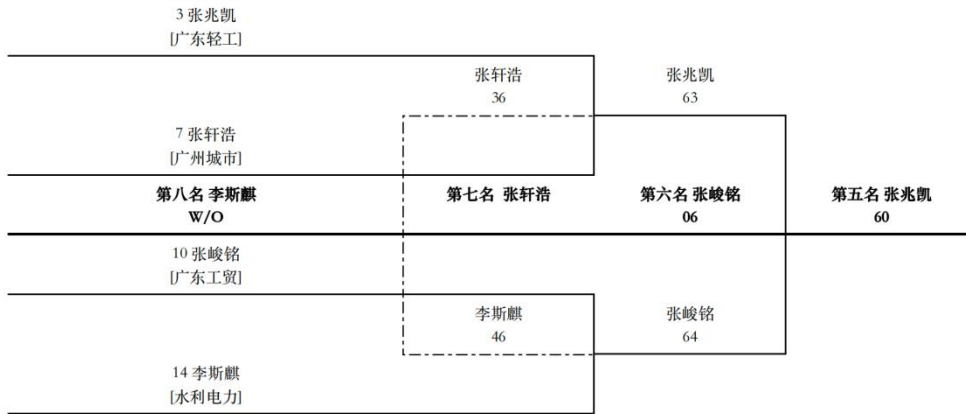 3 张兆凯
[广东轻工]
张轩浩
36
张兆凯
63
7 张轩浩
[广州城市]
第八名 李斯麒
W/O
第七名 张轩浩
第六名 张峻铭
06
第五名 张兆凯
60
10 张峻铭
[广东工贸]
李斯麒
46
张峻铭
64
14 李斯麒
[水利电力]